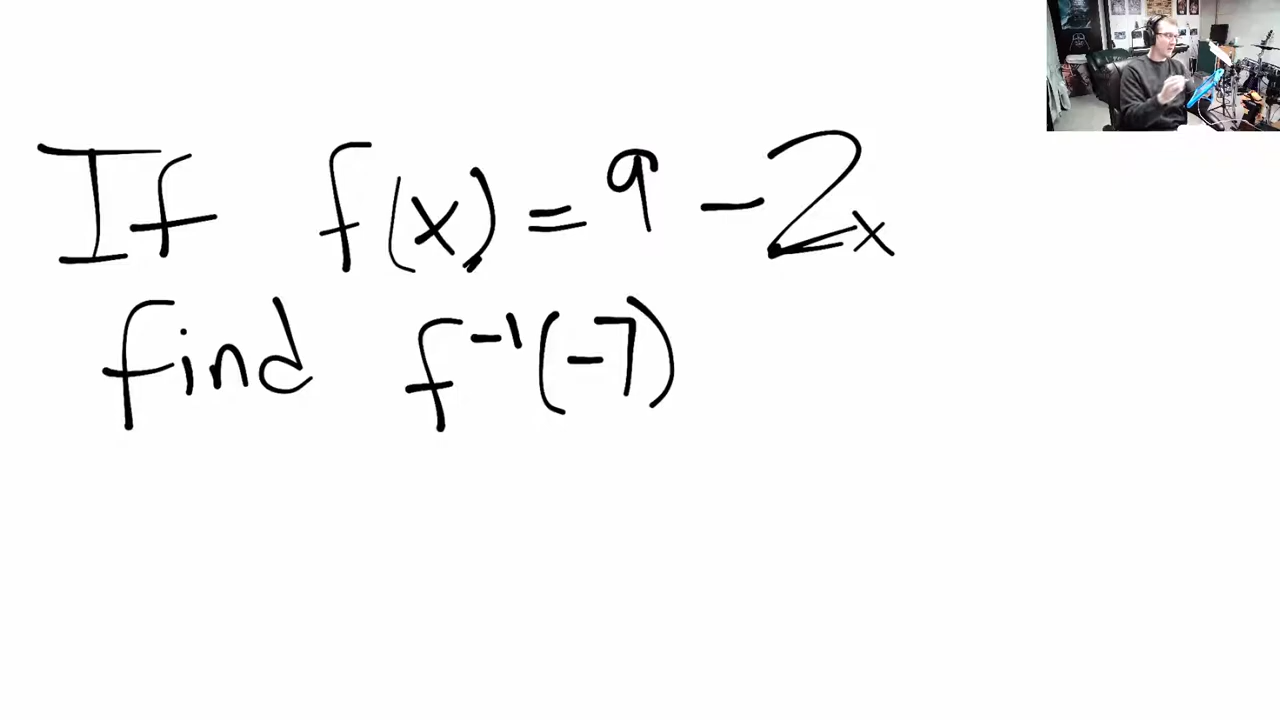 If f(x) = 9 - 2x
find f⁻¹(-7)